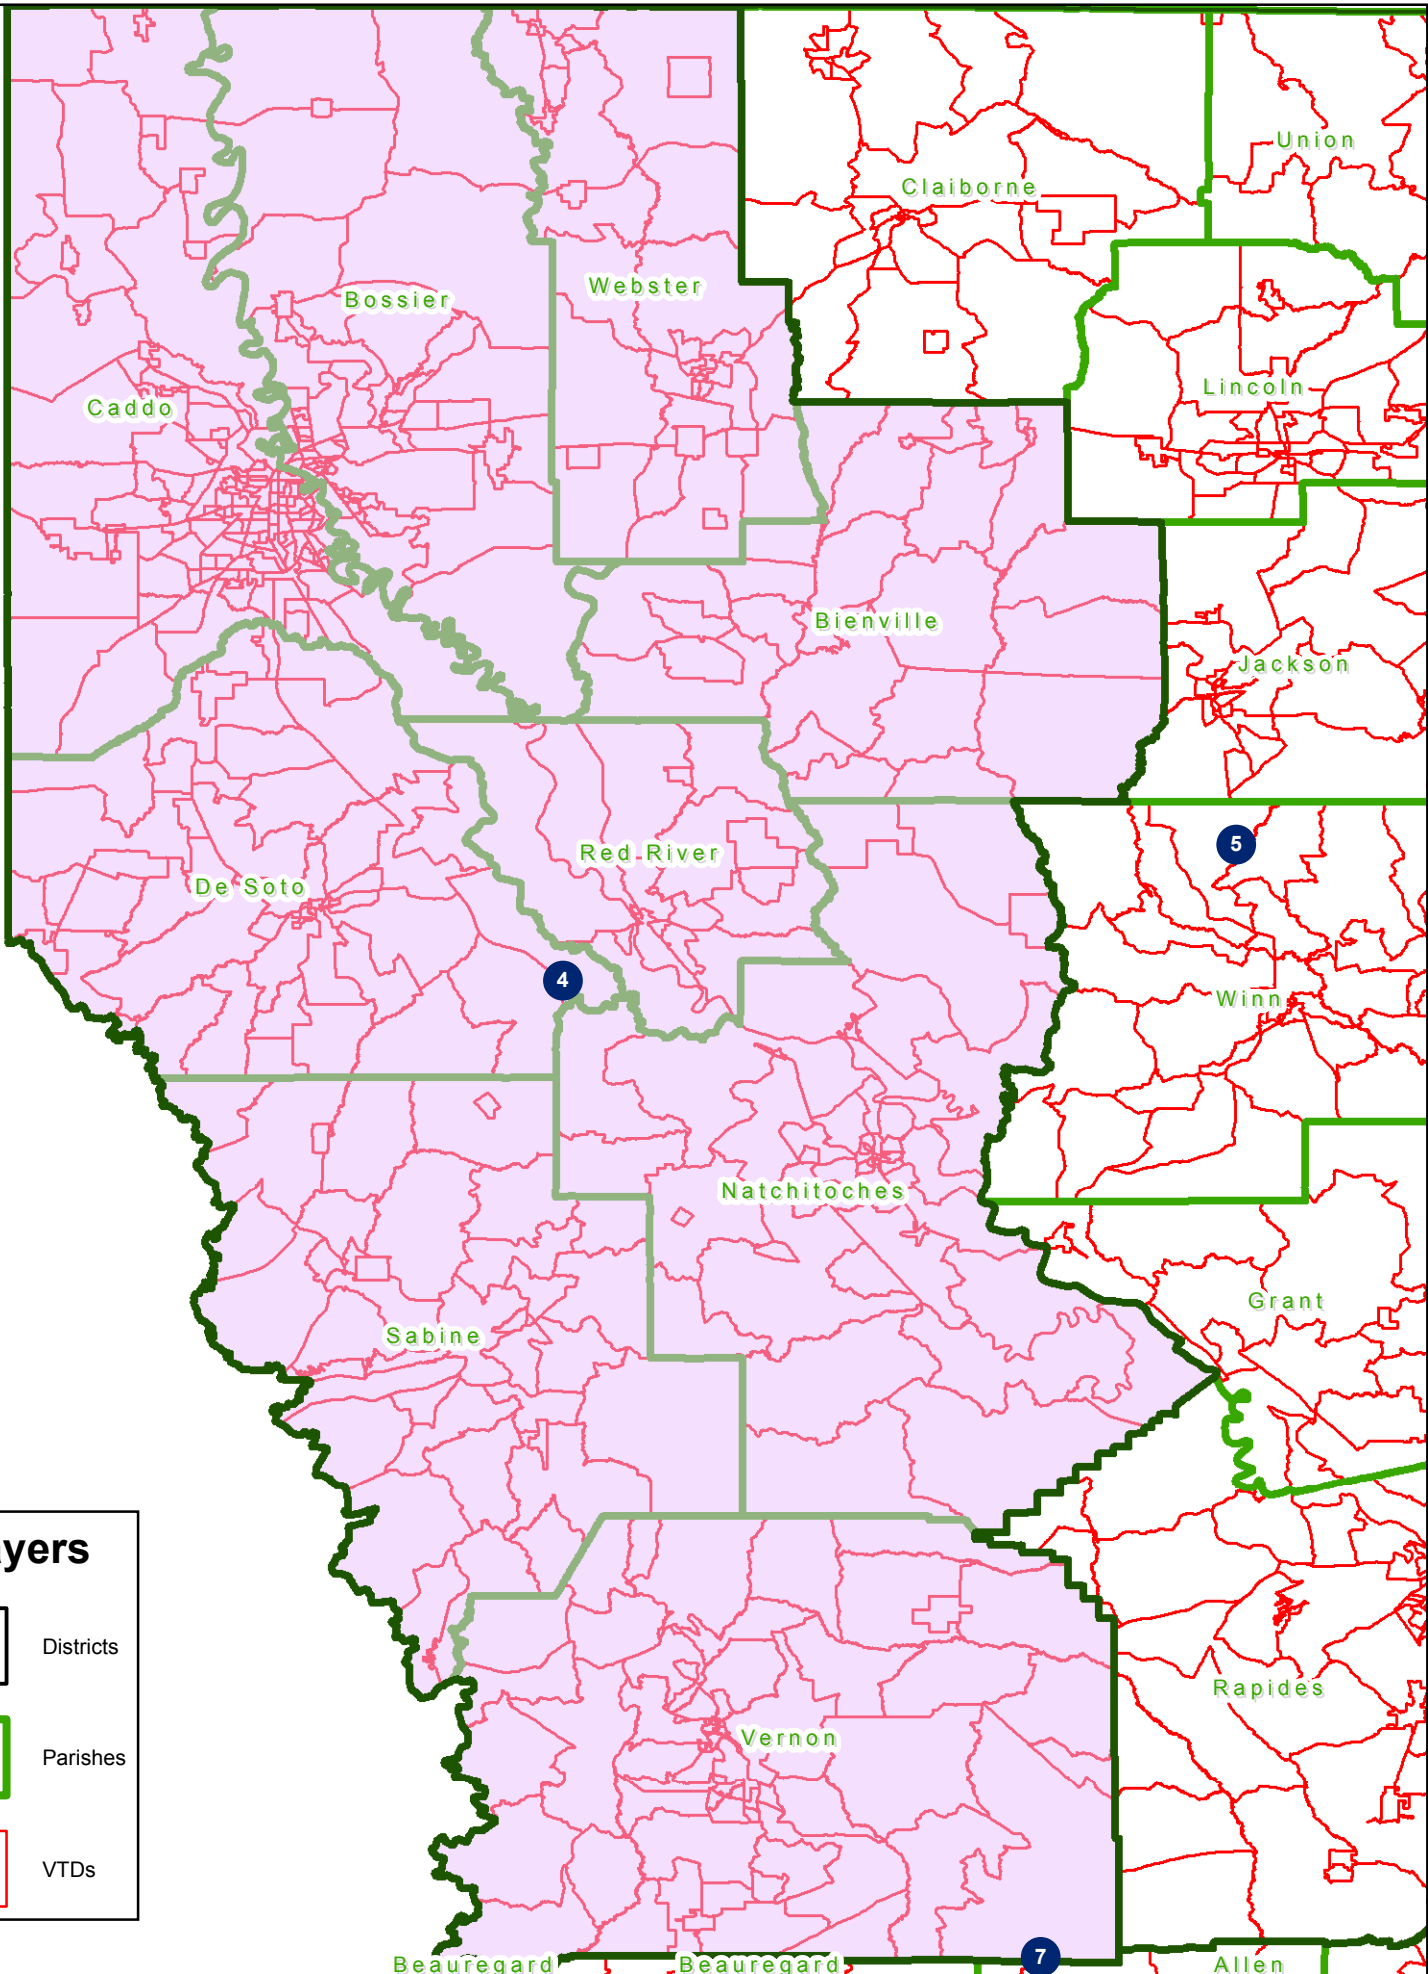 Union
Claiborne
Webster
Bossier
Lincoln
Caddo
Bienville
Jackson
5
Red River
De Soto
4
Winn
Natchitoches
Grant
Sabine
ayers
Districts
Rapides
Vernon
Parishes
VTDs
7
Beauregard
Beauregard
Allen